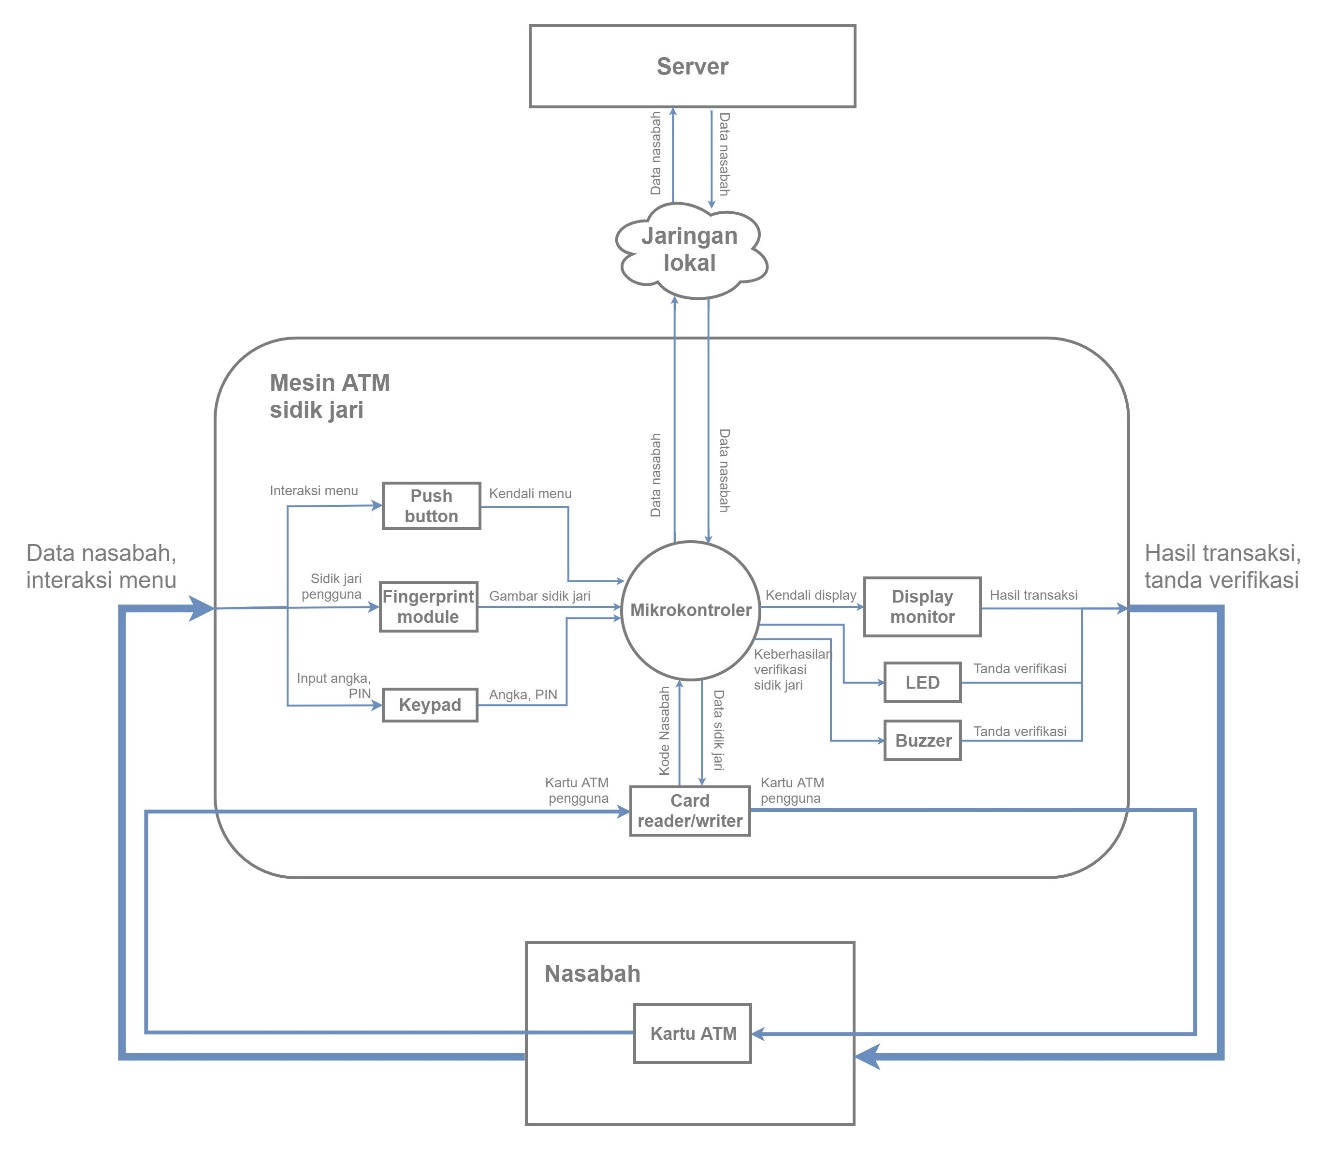 Server
Data nasabah
Data nasabah
Jaringan
lokal
Mesin ATM
sidik jari
Data nasabah
Data nasabah
Interaksi menu
Push
button
Kendali menu
Data nasabah,
interaksi menu
Sidik jari
pengguna
Fingerprint
module
Gambar sidik jari
Mikrokontroler
Kendali display
Display
monitor
Hasil transaksi
Hasil transaksi,
tanda verifikasi
Input angka,
PIN
Keypad
Angka, PIN
Keberhasilan
verifikasi
sidik jari
LED
Tanda verifikasi
Buzzer
Tanda verifikasi
Kode Nasabah
Data sidik jari
Kartu ATM
pengguna
Card
reader/writer
Kartu ATM
pengguna
Nasabah
Kartu ATM